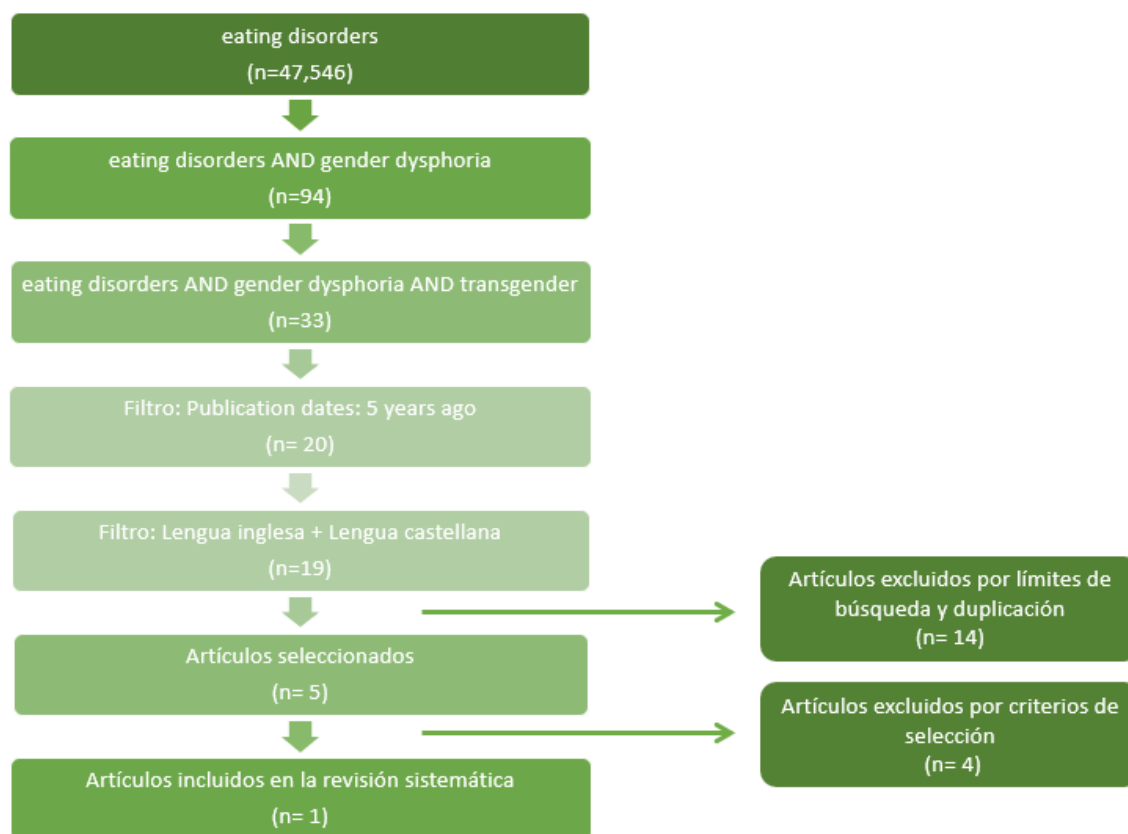 eating disorders
(n=47,546)
eating disorders AND gender dysphoria
(n=94)
eating disorders AND gender dysphoria AND transgender
(n=33)
Filtro: Publication dates: 5 years ago
(n= 20)
Filtro: Lengua inglesa + Lengua castellana
(n=19)
Artículos excluidos por límites de
búsqueda y duplicación
(n= 14)
Artículos seleccionados
(n= 5)
Artículos excluidos por criterios de
selección
(n= 4)
Artículos incluidos en la revisión sistemática
(n= 1)